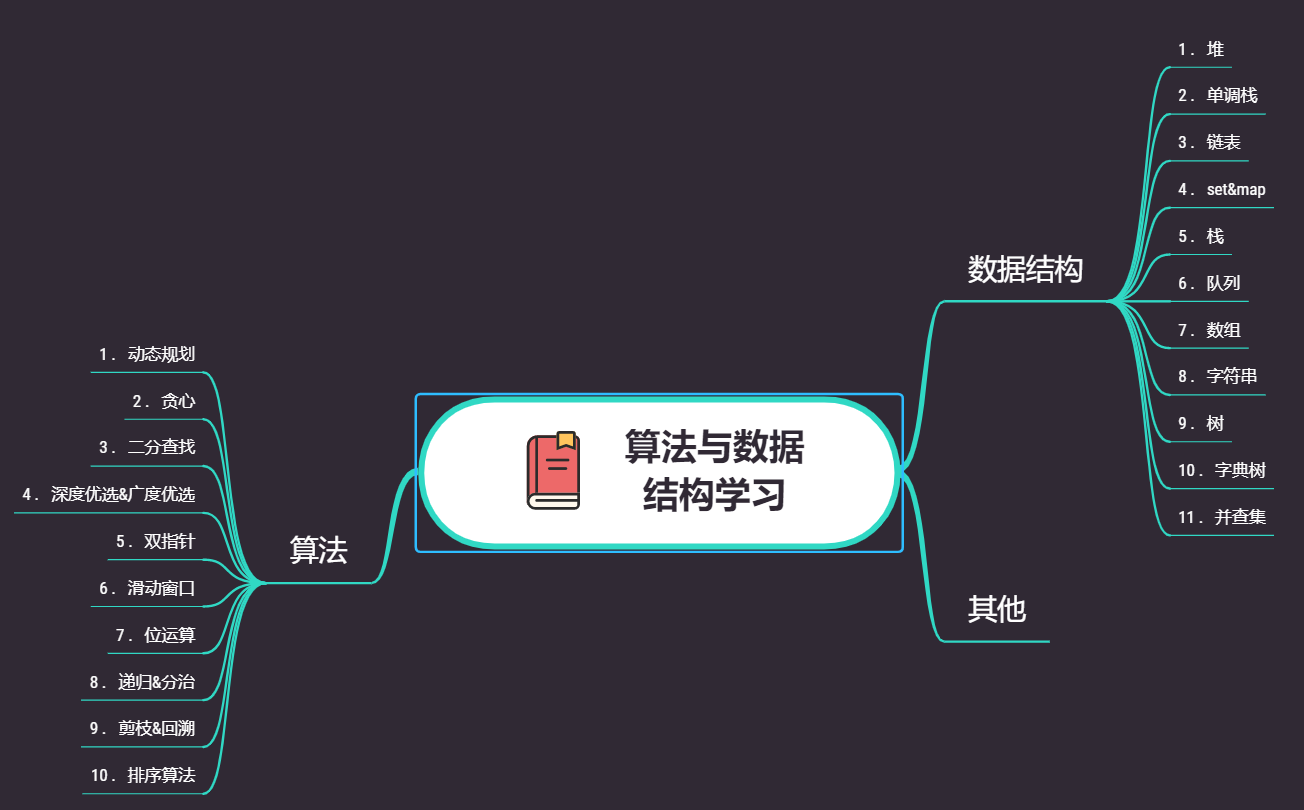 算法与数据
结构学习
数据结构
1. 堆
2. 单调栈
3. 链表
4. set&map
5. 栈
6. 队列
7. 数组
8. 字符串
9. 树
10. 字典树
11. 并查集
其他
算法
1. 动态规划
2. 贪心
3. 二分查找
4. 深度优选&广度优选
5. 双指针
6. 滑动窗口
7. 位运算
8. 递归&分治
9. 剪枝&回溯
10. 排序算法